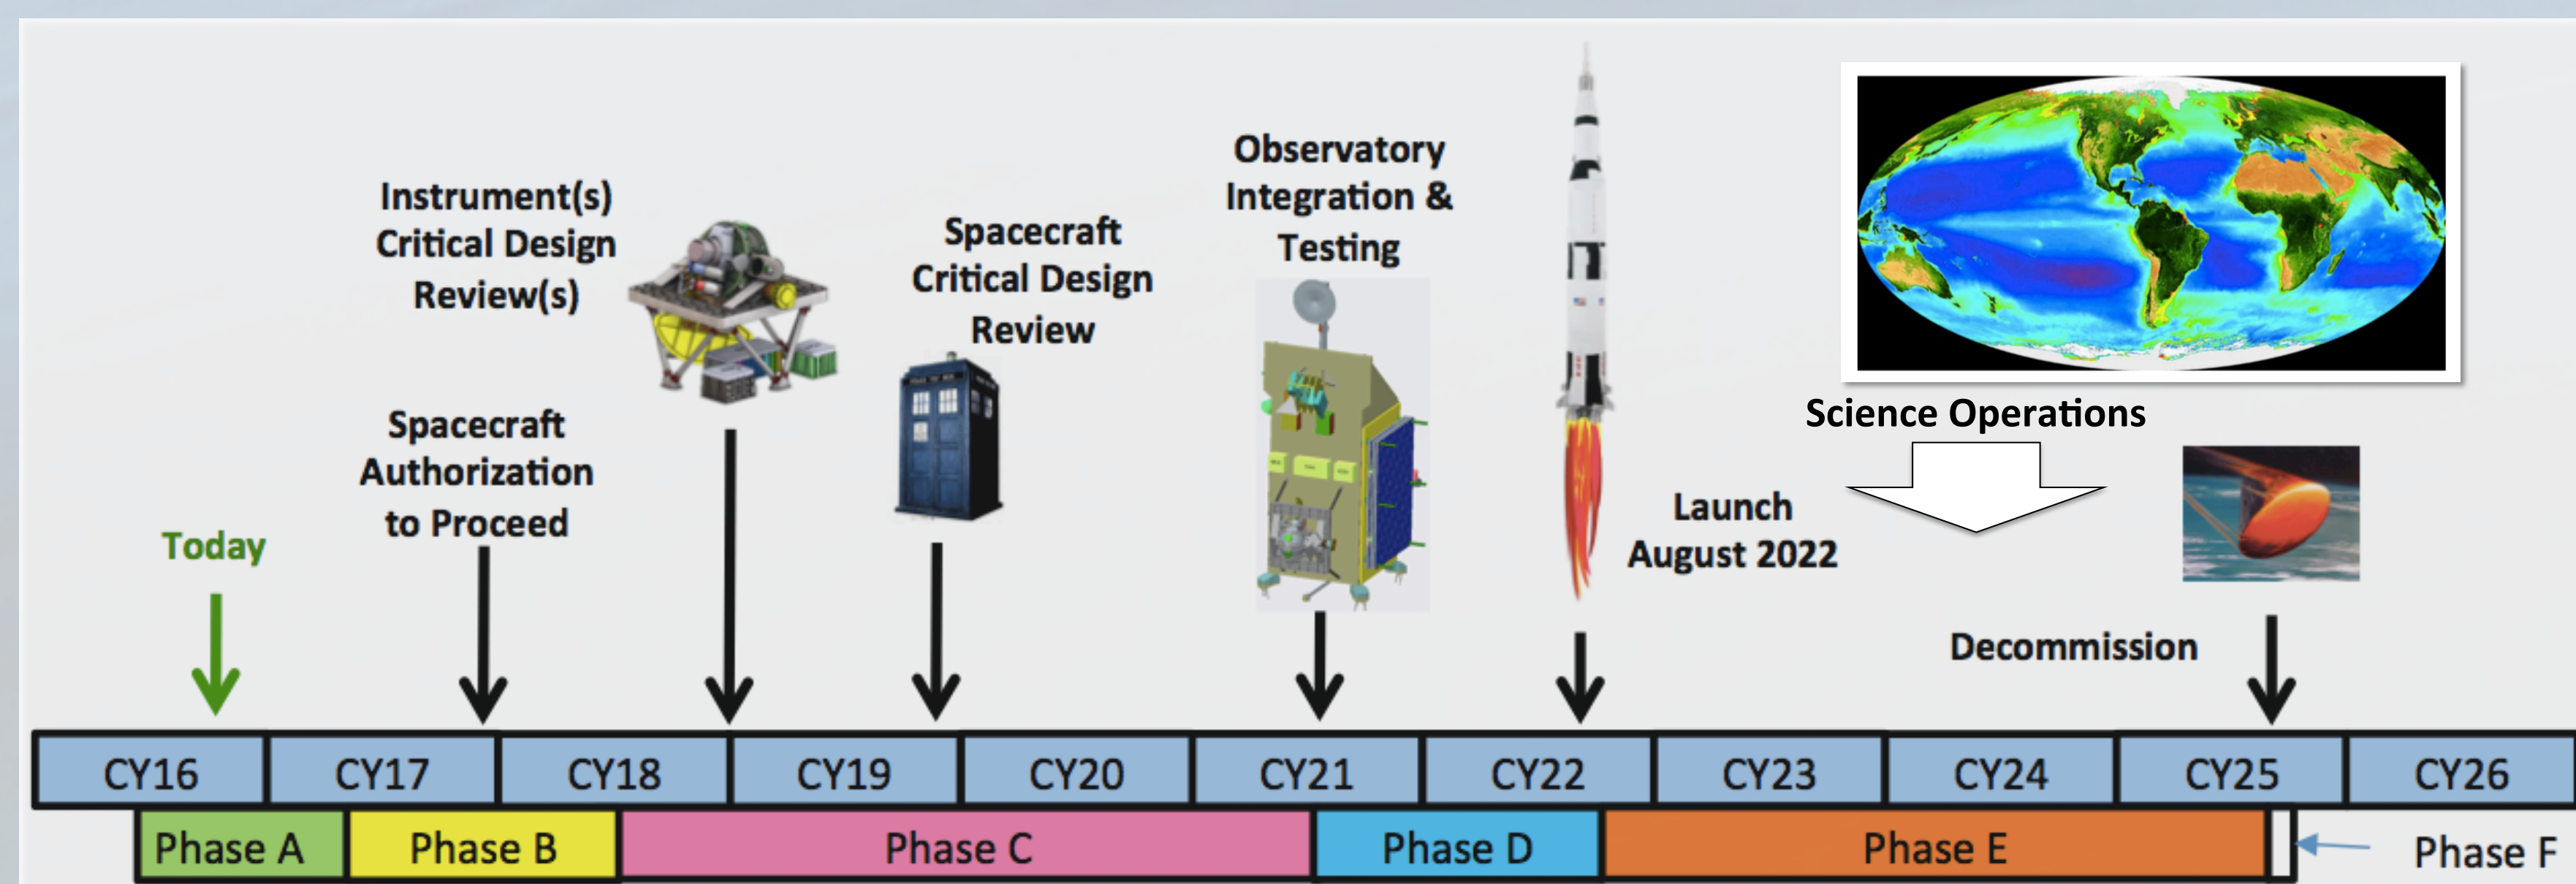 Instrument(s)
Critical Design
Review(s)
Spacecraft
Authorization
to Proceed
Today
Spacecraft
Critical Design
Review
Observatory
Integration &
Testing
Launch
August 2022
Science Operations
Decommission
CY16
CY17
CY18
CY19
CY20
CY21
CY22
CY23
CY24
CY25
CY26
Phase A
Phase B
Phase C
Phase D
Phase E
Phase F